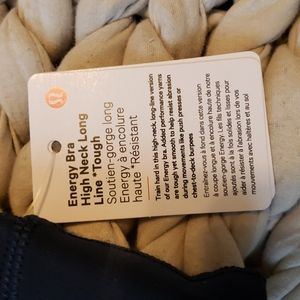 Energy Bra
High Neck Long
Line *Tough
Soutien-gorge long
Energy à encolure
haute *Résistant
Train hard in this high-neck, long-line version
of our Energy bra. Added performance yarns
are tough yet smooth to help resist abrasion
during movements like push presses or
chest-to-deck burpees
Entraînez-vous à fond dans cette version
à coupe longue et à encolure haute de notre
soutien-gorge Energy. Les fils techniques
ajoutés sont à la fois solides et lisses pour
aider à résister à l'abrasion lors de vos
mouvements avec haltères et au sol